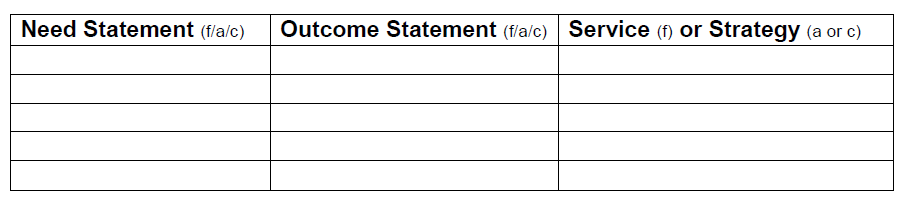 Need Statement (f/a/c) Outcome Statement (f/a/c) Service (f) or Strategy (a or c)